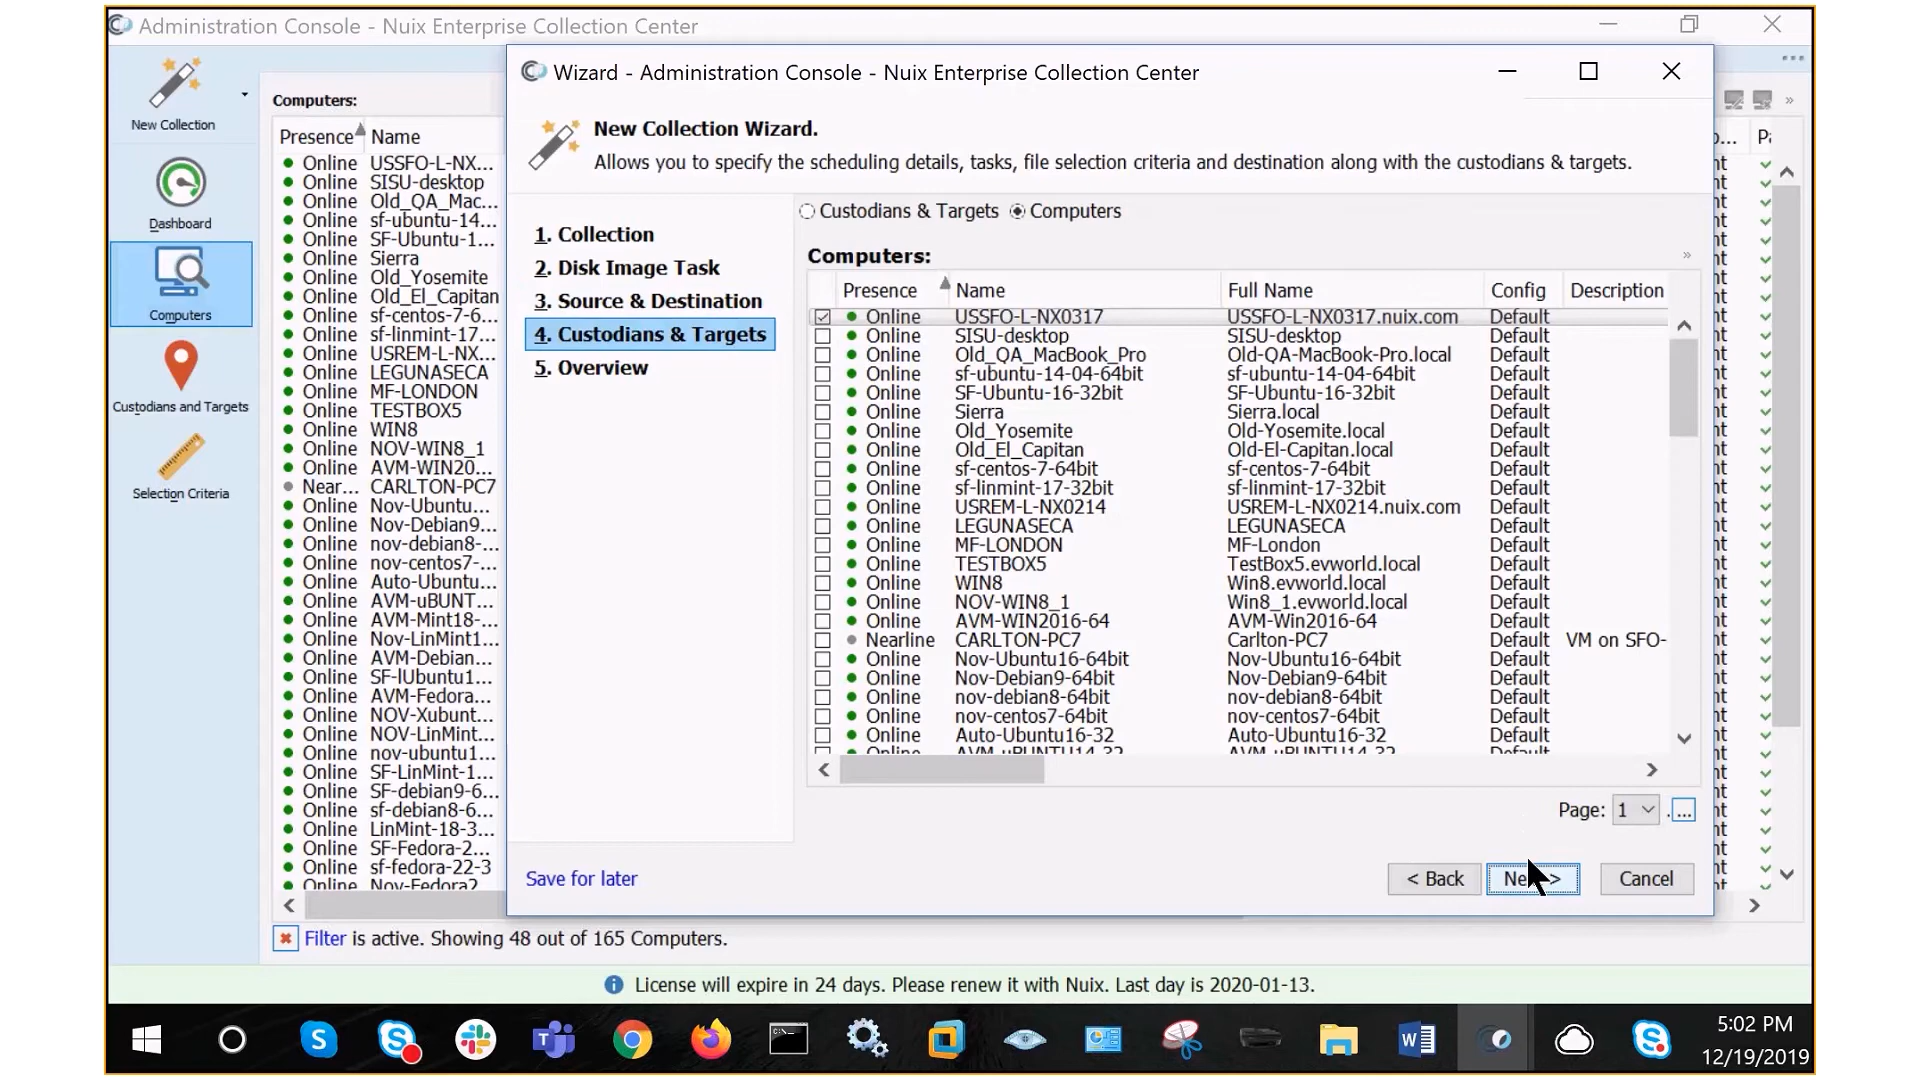 Administration Console - Nuix Enterprise Collection Center
New Collection
Dashboard
Computers
Custodians and Targets
Selection Criteria
Computers:
Presence Name
Online USSFO-L-NX...
Online SISU-desktop
Online Old_QA_Mac...
Online sf-ubuntu-14...
Online SF-Ubuntu-1...
Online Sierra
Online Old_Yosemite
Online Old_El_Capitan
Online sf-centos-7-6...
Online sf-linmint-17...
Online USREM-L-NX...
Online LEGUNASECA
Online MF-LONDON
Online TESTBOX5
Online WIN8
Online NOV-WIN8_1
Online AVM-WIN20...
Near... CARLTON-PC7
Online Nov-Ubuntu...
Online Nov-Debian9...
Online nov-debian8-...
Online nov-centos7-...
Online Auto-Ubuntu...
Online AVM-uBUNT...
Online AVM-Mint18-...
Online Nov-LinMint1...
Online AVM-Debian...
Online SF-lUbuntu1...
Online AVM-Fedora...
Online NOV-Xubunt...
Online NOV-LinMint...
Online nov-ubuntu1...
Online SF-LinMint-1...
Online SF-debian9-6...
Online sf-debian8-6...
Online LinMint-18-3...
Online SF-Fedora-2...
Online sf-fedora-22-3
Online Nov-Fedora2
Wizard - Administration Console - Nuix Enterprise Collection Center
New Collection Wizard.
Allows you to specify the scheduling details, tasks, file selection criteria and destination along with the custodians & targets.
1. Collection
2. Disk Image Task
3. Source & Destination
4. Custodians & Targets
5. Overview
Custodians & Targets Computers
Computers:
Presence Name Full Name Config Description
Online USSFO-L-NX0317 USSFO-L-NX0317.nuix.com Default
Online SISU-desktop SISU-desktop Default
Online Old_QA_MacBook_Pro Old-QA-MacBook-Pro.local Default
Online sf-ubuntu-14-04-64bit sf-ubuntu-14-04-64bit Default
Online SF-Ubuntu-16-32bit SF-Ubuntu-16-32bit Default
Online Sierra Sierra.local Default
Online Old_Yosemite Old-Yosemite.local Default
Online Old_El_Capitan Old-El-Capitan.local Default
Online sf-centos-7-64bit sf-centos-7-64bit Default
Online sf-linmint-17-32bit sf-linmint-17-32bit Default
Online USREM-L-NX0214 USREM-L-NX0214.nuix.com Default
Online LEGUNASECA LEGUNASECA Default
Online MF-LONDON MF-London Default
Online TESTBOX5 TestBox5.evworld.local Default
Online WIN8 Win8.evworld.local Default
Online NOV-WIN8_1 Win8_1.evworld.local Default
Online AVM-WIN2016-64 AVM-Win2016-64 Default
Nearline CARLTON-PC7 Carlton-PC7 Default VM on SFO-
Online Nov-Ubuntu16-64bit Nov-Ubuntu16-64bit Default
Online Nov-Debian9-64bit Nov-Debian9-64bit Default
Online nov-debian8-64bit nov-debian8-64bit Default
Online nov-centos7-64bit nov-centos7-64bit Default
Online Auto-Ubuntu16-32 Auto-Ubuntu16-32 Default
Online AVM-uBUNTU14-32 AVM-uBUNTU14-32 Default
Page: 1 ...
Save for later
< Back
Cancel
Filter is active. Showing 48 out of 165 Computers.
License will expire in 24 days. Please renew it with Nuix. Last day is 2020-01-13.
5:02 PM
12/19/2019